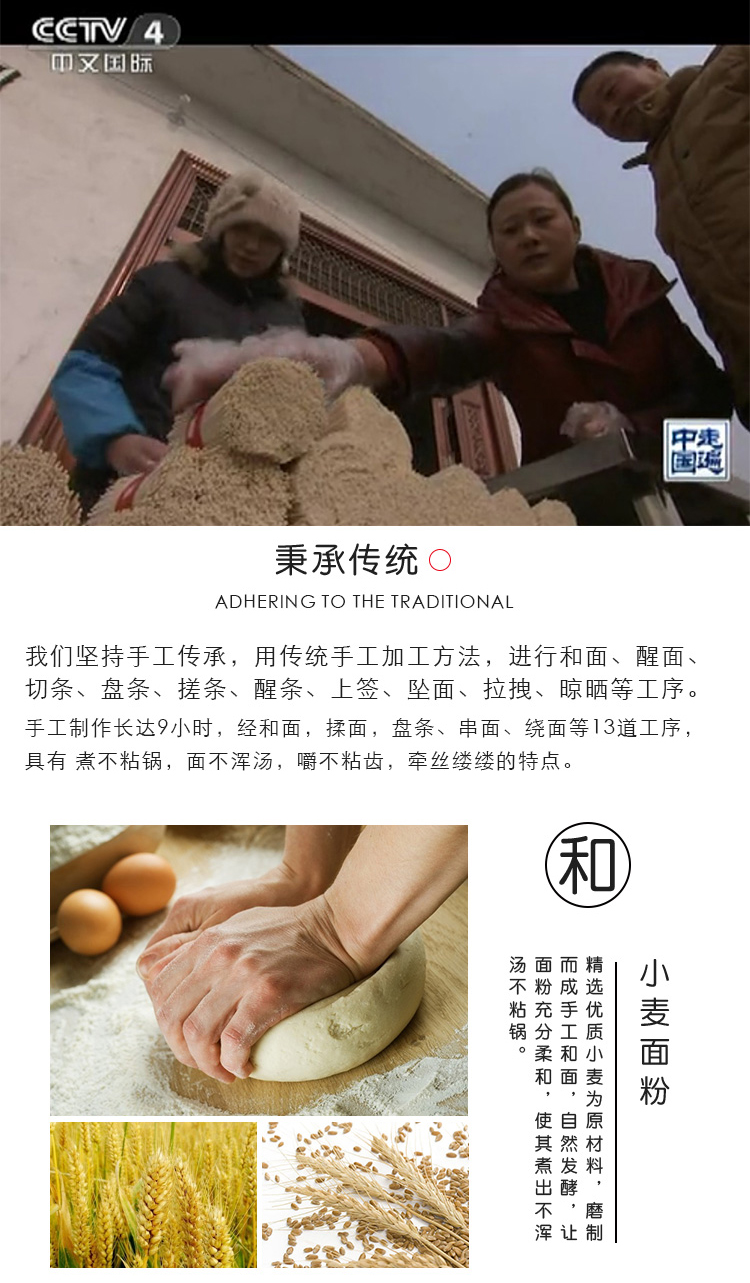 CCTV 4
中文国际
走遍
中国
秉承传统
ADHERING TO THE TRADITIONAL
我们坚持手工传承，用传统手工加工方法，进行和面、醒面、
切条、盘条、搓条、醒条、上签、坠面、拉拽、晾晒等工序。
手工制作长达9小时，经和面，揉面，盘条、串面、绕面等13道工序，
具有 煮不粘锅，面不浑汤，嚼不粘齿，牵丝缕缕的特点。
和
小麦面粉
精选优质小麦为原材料，磨制
而成手工和面，自然发酵，让
面粉充分柔和，使其煮出不浑
汤不粘锅。